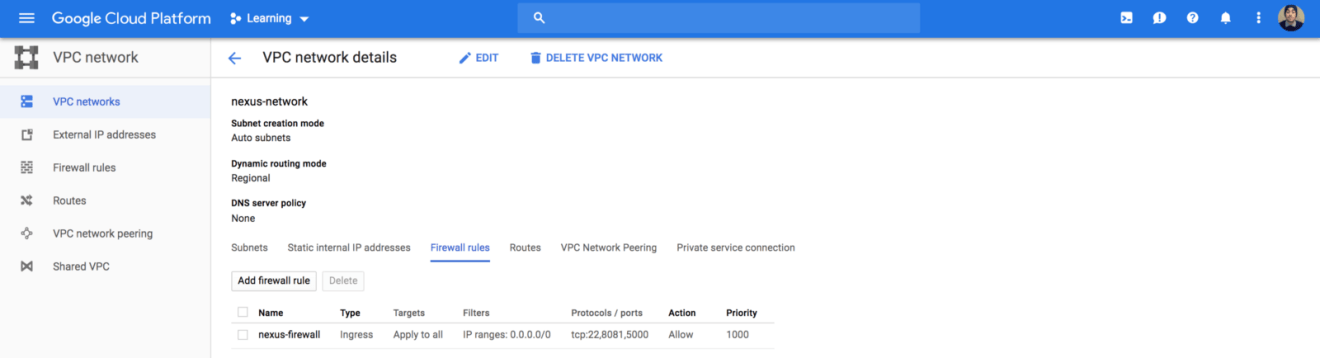 Google Cloud Platform Learning
VPC network
VPC network details EDIT DELETE VPC NETWORK
VPC networks
External IP addresses
Firewall rules
Routes
VPC network peering
Shared VPC
nexus-network
Subnet creation mode
Auto subnets
Dynamic routing mode
Regional
DNS server policy
None
Subnets Static internal IP addresses Firewall rules Routes VPC Network Peering Private service connection
Add firewall rule Delete
Name Type Targets Filters Protocols / ports Action Priority
nexus-firewall Ingress Apply to all IP ranges: 0.0.0.0/0 tcp:22,8081,5000 Allow 1000